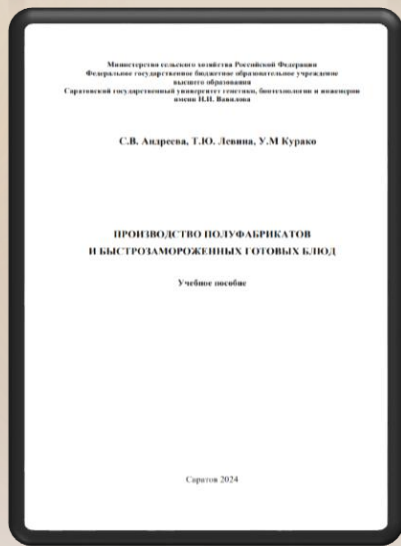 Министерство сельского хозяйства Российской Федерации
Федеральное государственное бюджетное образовательное учреждение
высшего образования
Саратовский государственный университет генетики, биотехнологии и инженерии
имени Н.И. Вавилова
С.В. Андреева, Т.Ю. Левина, У.М Курако
ПРОИЗВОДСТВО ПОЛУФАБРИКАТОВ
И БЫСТРОЗАМОРОЖЕННЫХ ГОТОВЫХ БЛЮД
Учебное пособие
Саратов 2024